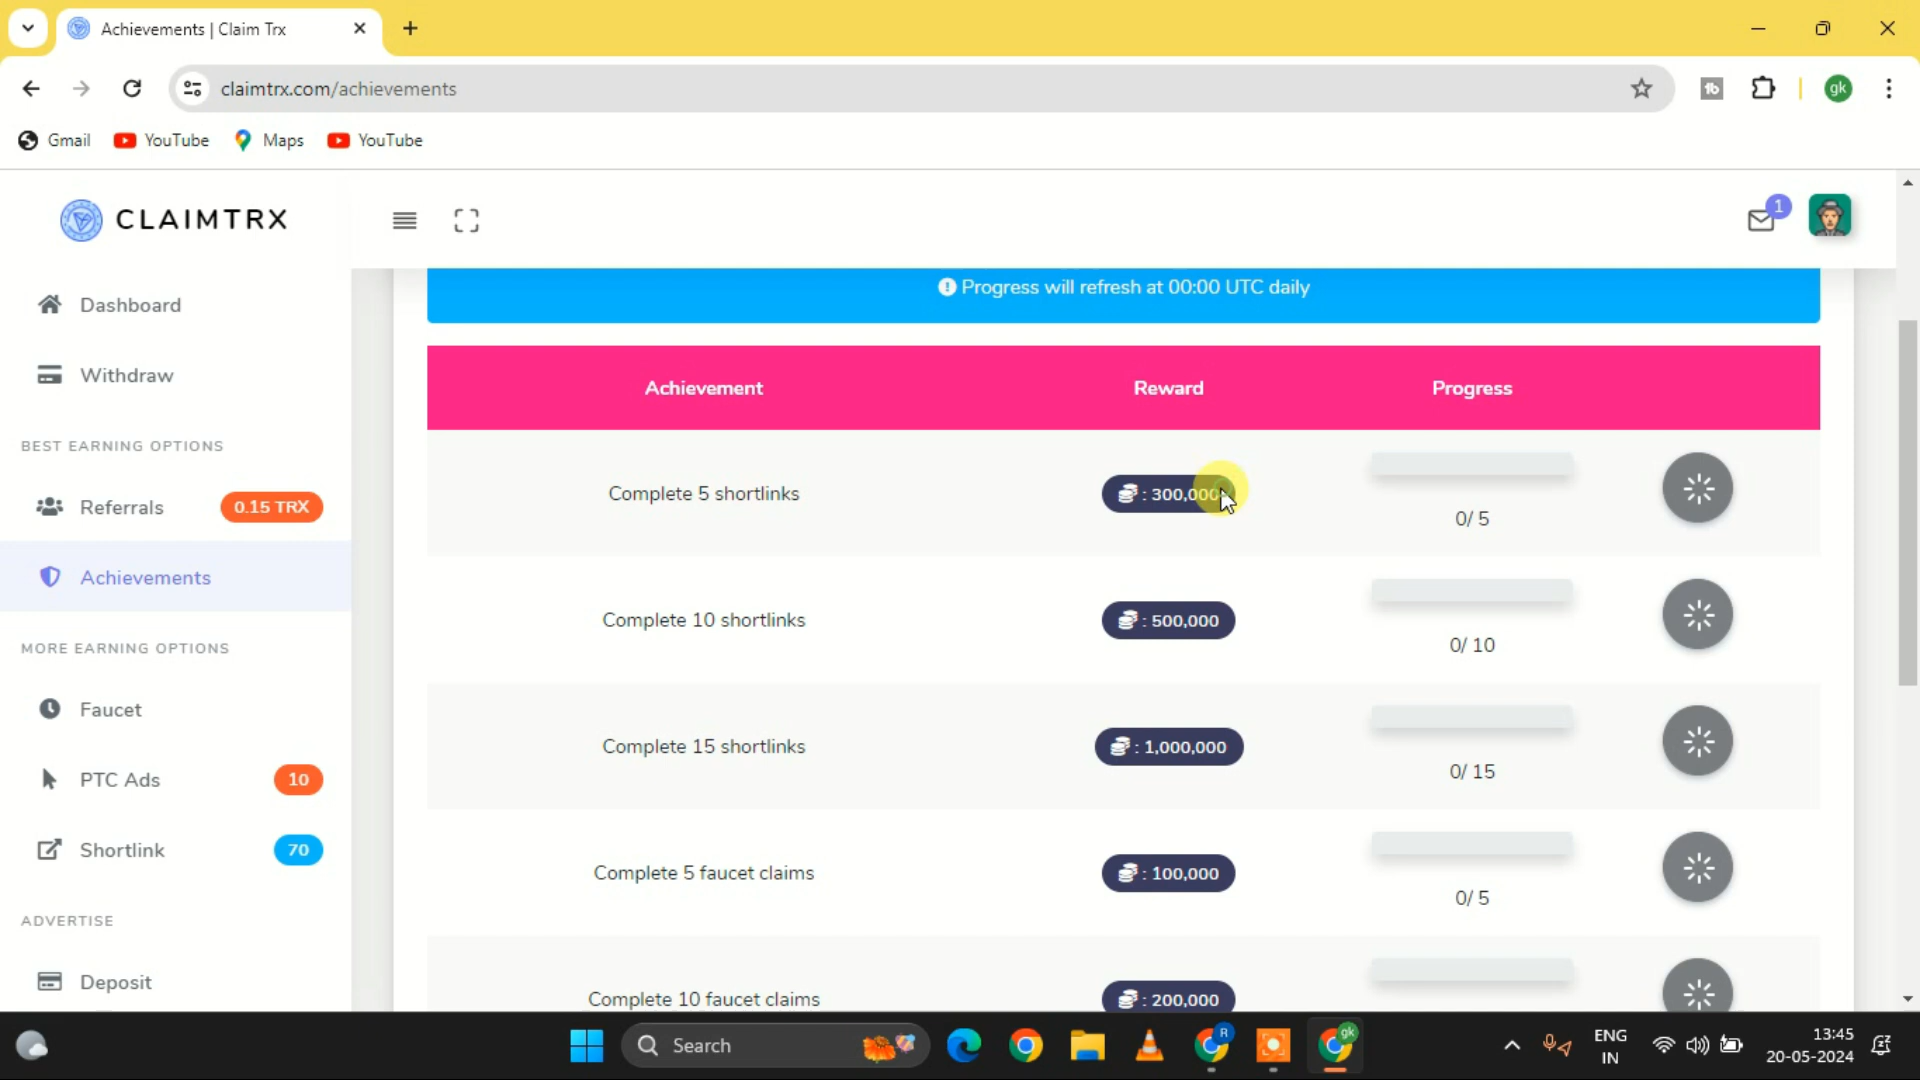 Achievements | Claim Trx
claimtrx.com/achievements
gk
Gmail
YouTube
Maps
YouTube
CLAIMTRX
1
Dashboard
Withdraw
BEST EARNING OPTIONS
Referrals 0.15 TRX
Achievements
MORE EARNING OPTIONS
Faucet
PTC Ads 10
Shortlink 70
ADVERTISE
Deposit
Progress will refresh at 00:00 UTC daily
Achievement Reward Progress
Complete 5 shortlinks : 300,000 0/ 5
Complete 10 shortlinks : 500,000 0/ 10
Complete 15 shortlinks : 1,000,000 0/ 15
Complete 5 faucet claims : 100,000 0/ 5
Complete 10 faucet claims : 200,000
Search
R
gk
ENG
IN
13:45
20-05-2024